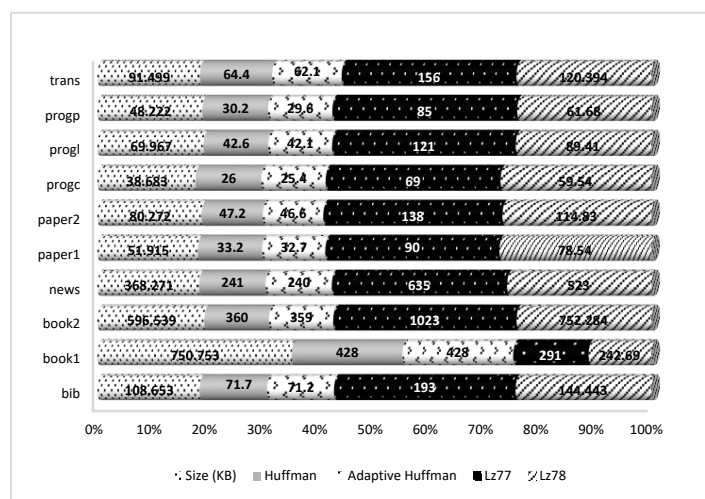 trans 91.499 64.4 62.1 156 120.394
progp 48.222 30.2 29.6 85 61.68
progl 69.967 42.6 42.1 121 89.41
progc 38.683 26 25.4 69 59.54
paper2 80.272 47.2 46.6 138 114.83
paper1 51.915 33.2 32.7 90 78.54
news 368.271 241 240 635 523
book2 596.539 360 359 1023 752.284
book1 750.753 428 428 291 242.69
bib 108.653 71.7 71.2 193 144.443
0% 10% 20% 30% 40% 50% 60% 70% 80% 90% 100%
Size (KB) Huffman Adaptive Huffman Lz77 Lz78